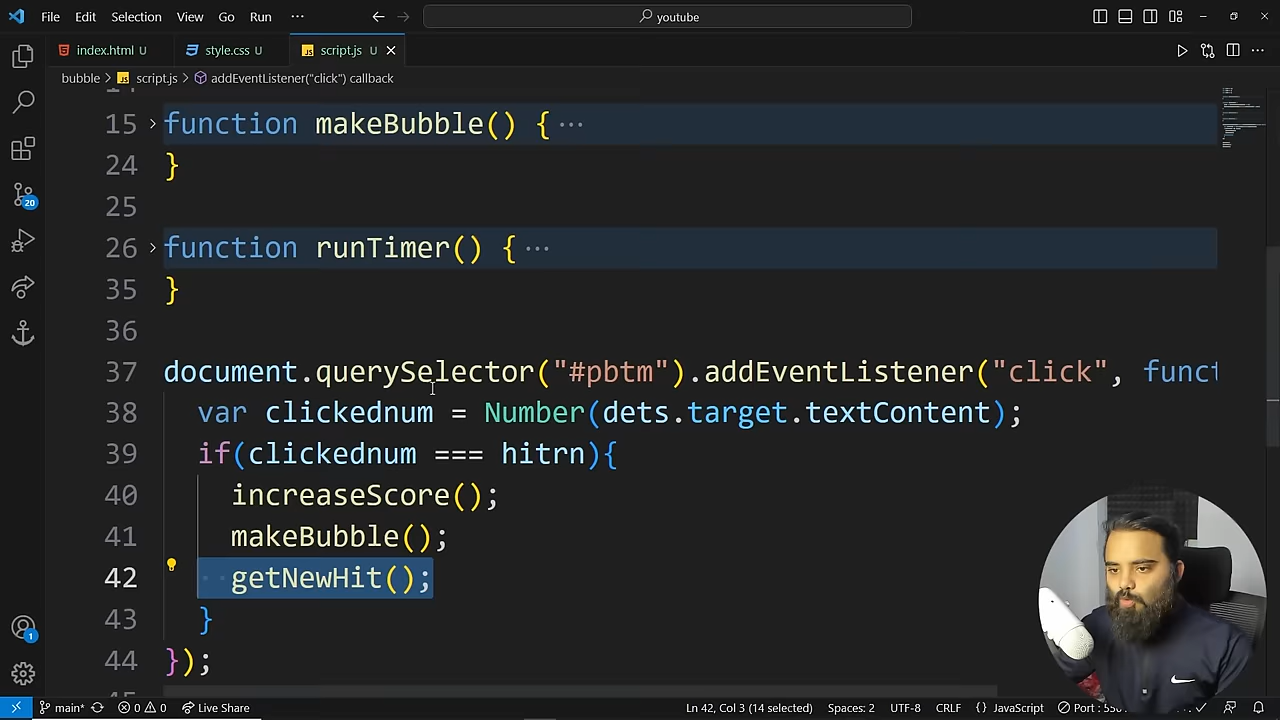 File Edit Selection View Go Run ··· youtube
index.html U style.css U script.js U
bubble > script.js > addEventListener("click") callback
15 function makeBubble() { ···
24 }
25
26 function runTimer() { ···
35 }
36
37 document.querySelector("#pbtm").addEventListener("click", funct
38 var clickednum = Number(dets.target.textContent);
39 if(clickednum === hitrn){
40 increaseScore();
41 makeBubble();
42 getNewHit();
43 }
44 });
20
1
main* 0 0 Live Share Ln 42, Col 3 (14 selected) Spaces: 2 UTF-8 CRLF {} JavaScript Port :